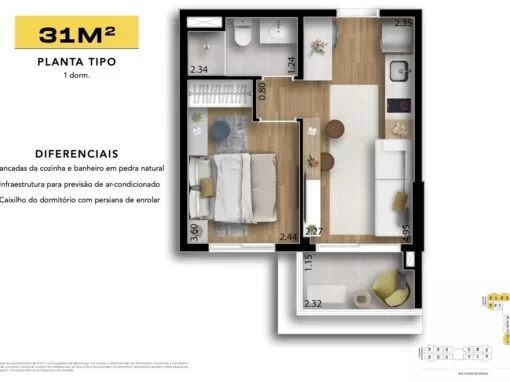 31M²
PLANTA TIPO
1 dorm.
DIFERENCIAIS
ancadas da cozinha e banheiro em pedra natural
Infraestrutura para previsão de ar-condicionado
Caixilho do dormitório com persiana de enrolar
2.34
1.24
0.80
2.35
3.60
2.44
2.27
4.95
1.15
2.32